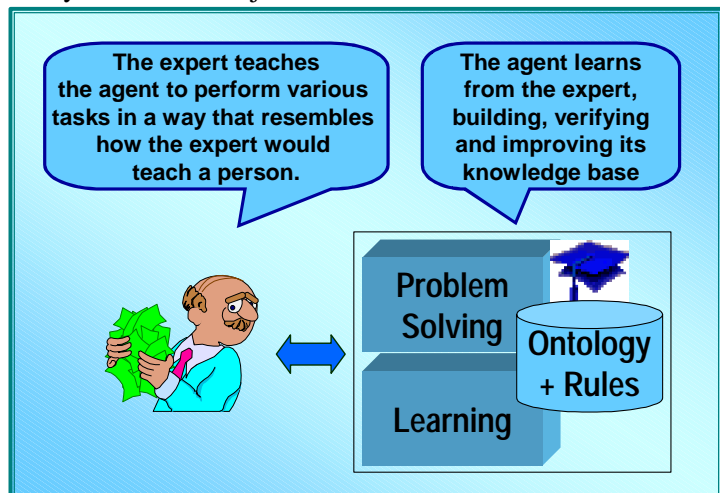 The expert teaches
the agent to perform various
tasks in a way that resembles
how the expert would
teach a person.
The agent learns
from the expert,
building, verifying
and improving its
knowledge base
Problem
Solving
Ontology
+ Rules
Learning